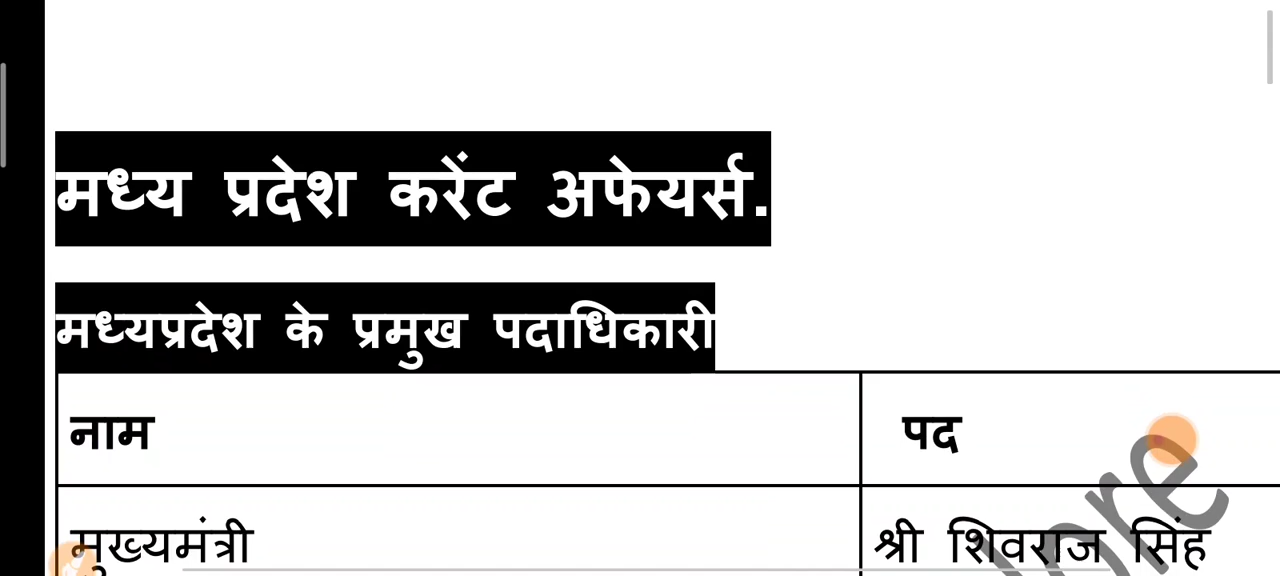 मध्य प्रदेश करेंट अफेयर्स.
मध्यप्रदेश के प्रमुख पदाधिकारी
नाम पद
मुख्यमंत्री श्री शिवराज सिंह